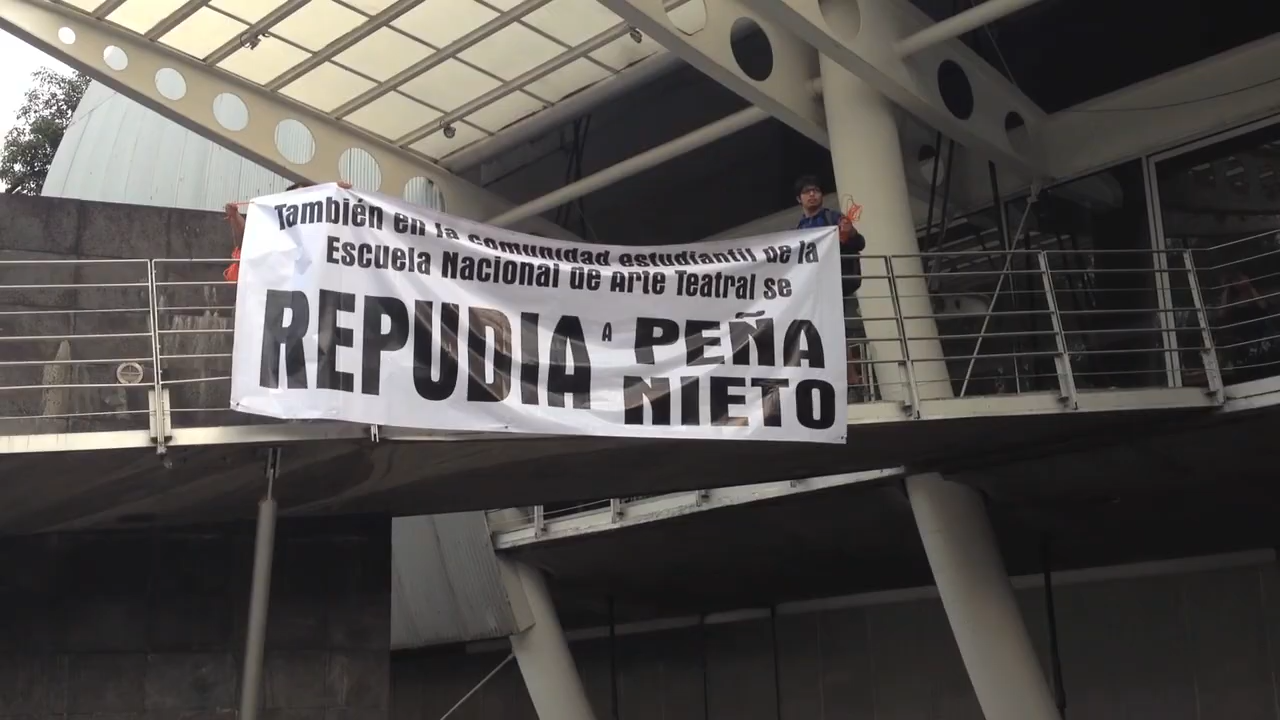 También en la comunidad estudiantil de la
Escuela Nacional de Arte Teatral se
REPUDIA A PEÑA
NIETO